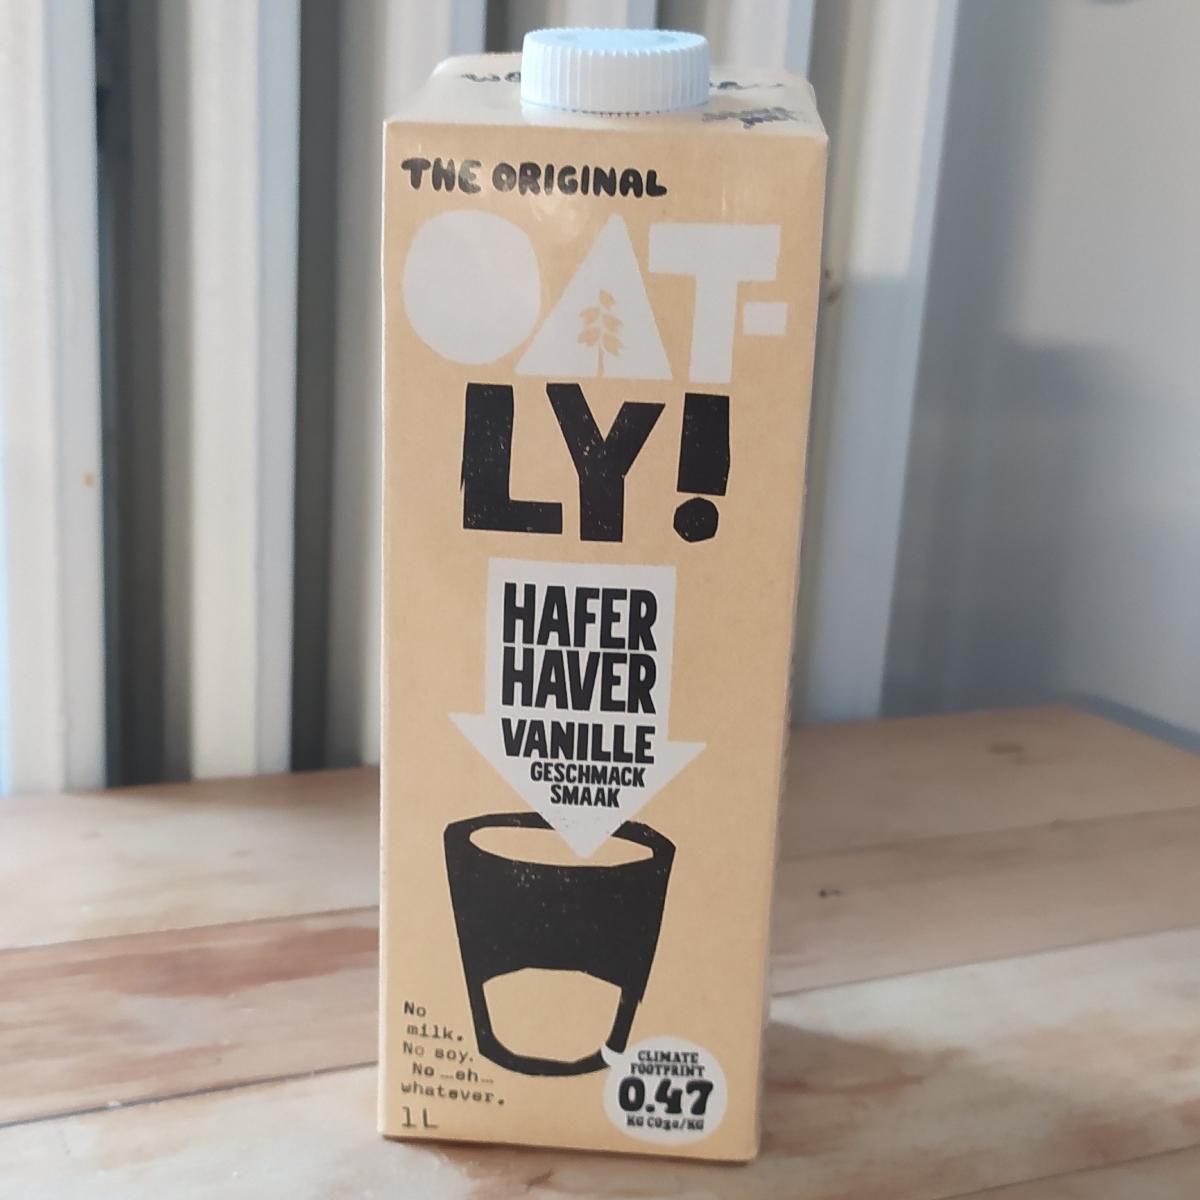 THE ORIGINAL
OAT-
LY!
HAFER
HAVER
VANILLE
GESCHMACK
SMAAK
No
milk.
No soy.
No …eh…
whatever.
1L
CLIMATE
FOOTPRINT
0.47
KG CO2e/KG